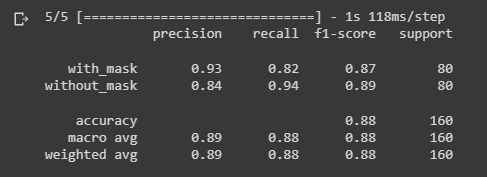 5/5 [==============================] - 1s 118ms/step
precision recall f1-score support
with_mask 0.93 0.82 0.87 80
without_mask 0.84 0.94 0.89 80
accuracy 0.88 160
macro avg 0.89 0.88 0.88 160
weighted avg 0.89 0.88 0.88 160